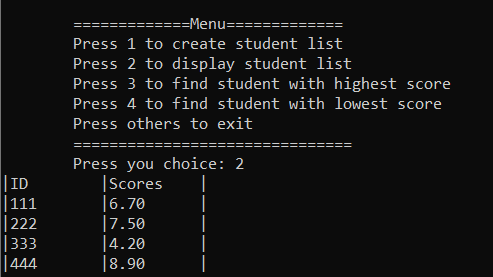 =============Menu=============
Press 1 to create student list
Press 2 to display student list
Press 3 to find student with highest score
Press 4 to find student with lowest score
Press others to exit
===============================
Press you choice: 2
|ID |Scores |
|111 |6.70 |
|222 |7.50 |
|333 |4.20 |
|444 |8.90 |